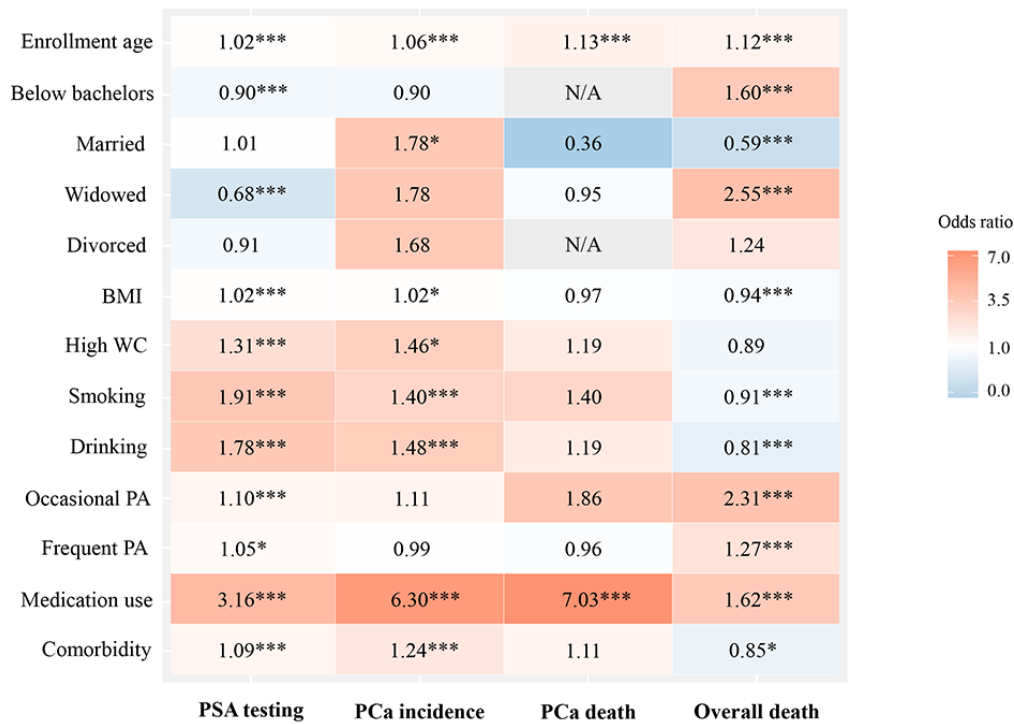 Enrollment age 1.02*** 1.06*** 1.13*** 1.12***
Below bachelors 0.90*** 0.90 N/A 1.60***
Married 1.01 1.78* 0.36 0.59***
Widowed 0.68*** 1.78 0.95 2.55***
Divorced 0.91 1.68 N/A 1.24
BMI 1.02*** 1.02* 0.97 0.94***
High WC 1.31*** 1.46* 1.19 0.89
Smoking 1.91*** 1.40*** 1.40 0.91***
Drinking 1.78*** 1.48*** 1.19 0.81***
Occasional PA 1.10*** 1.11 1.86 2.31***
Frequent PA 1.05* 0.99 0.96 1.27***
Medication use 3.16*** 6.30*** 7.03*** 1.62***
Comorbidity 1.09*** 1.24*** 1.11 0.85*
PSA testing PCa incidence PCa death Overall death
Odds ratio
7.0
3.5
1.0
0.0